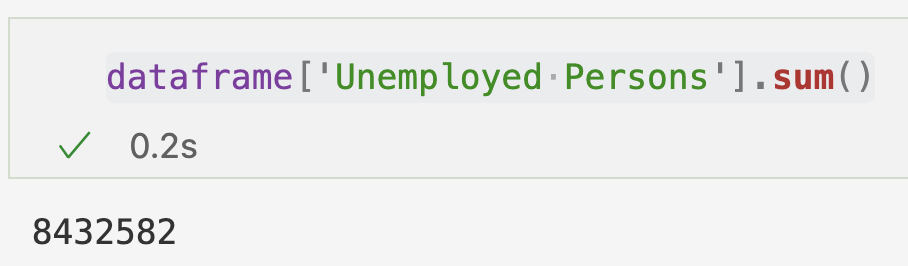 dataframe['Unemployed Persons'].sum()
✓ 0.2s
8432582